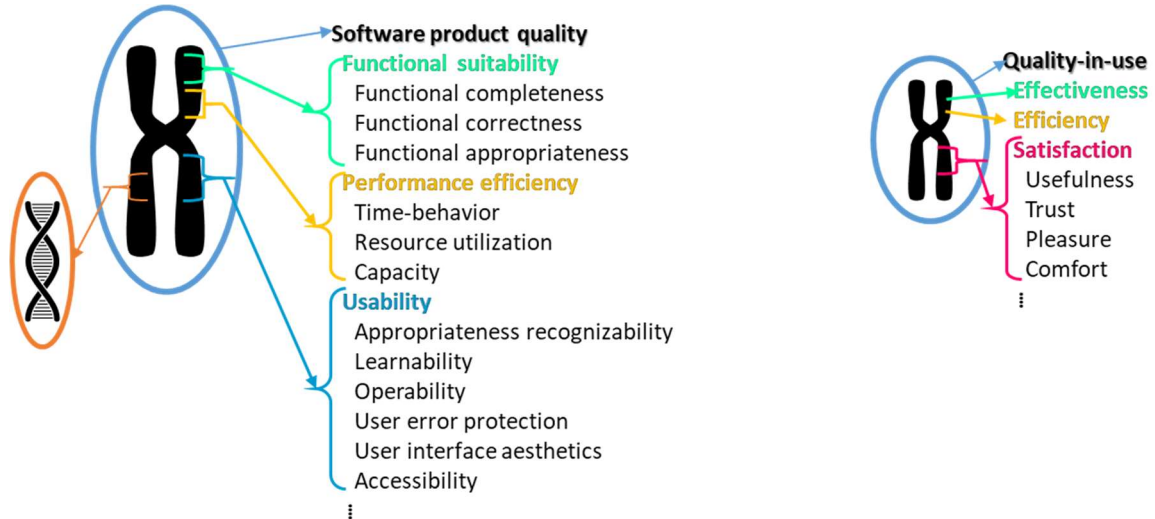 Software product quality
Functional suitability
Functional completeness
Functional correctness
Functional appropriateness
Performance efficiency
Time-behavior
Resource utilization
Capacity
Usability
Appropriateness recognizability
Learnability
Operability
User error protection
User interface aesthetics
Accessibility
Quality-in-use
Effectiveness
Efficiency
Satisfaction
Usefulness
Trust
Pleasure
Comfort